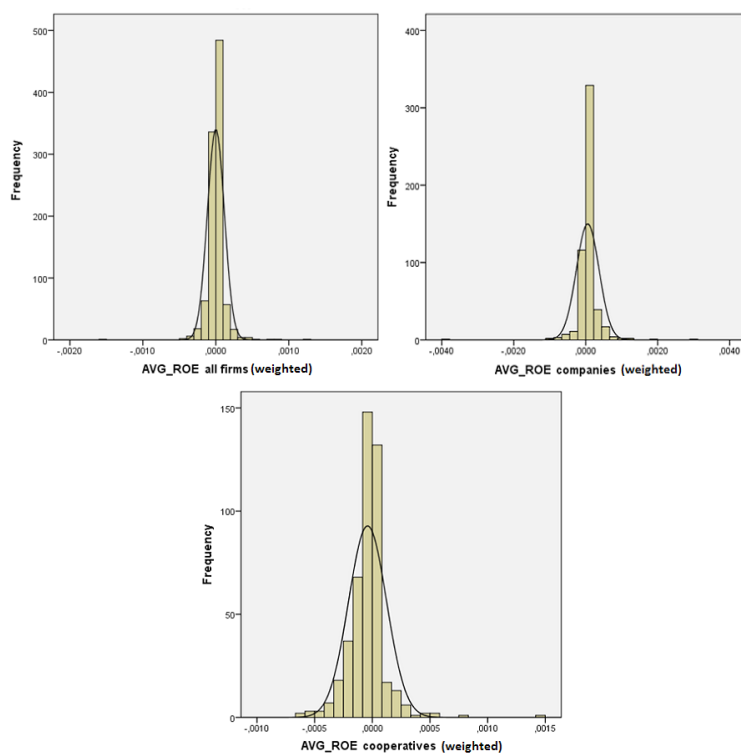 500
400
300
200
100
0
Frequency
-,0020 -,0010 ,0000 ,0010 ,0020
AVG_ROE all firms (weighted)
400
300
200
100
0
Frequency
-,0040 -,0020 ,0000 ,0020 ,0040
AVG_ROE companies (weighted)
150
100
50
0
Frequency
-,0010 -,0005 ,0000 ,0005 ,0010 ,0015
AVG_ROE cooperatives (weighted)